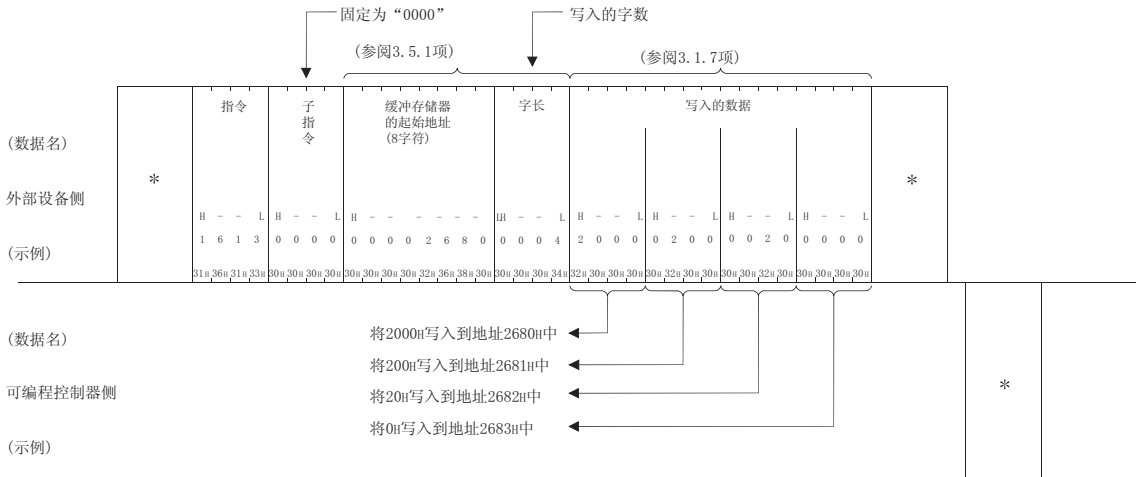 固定为“0000”
写入的字数
(参阅3.5.1项)
(参阅3.1.7项)
指令
子指令
缓冲存储器的起始地址(8字符)
字长
写入的数据
(数据名)
外部设备侧
(示例)
*
*
H - - L H - - L H - - - - - - LH - - L H - - L H - - L H - - L H - - L
1 6 1 3 0 0 0 0 0 0 0 0 2 6 8 0 0 0 0 4 2 0 0 0 0 2 0 0 0 0 2 0 0 0 0 0
31H 36H 31H 33H 30H 30H 30H 30H 30H 30H 30H 30H 32H 36H 38H 30H 30H 30H 30H 34H 32H 30H 30H 30H 30H 32H 30H 30H 30H 30H 32H 30H 30H 30H 30H 30H
(数据名)
可编程控制器侧
(示例)
将2000H写入到地址2680H中
将200H写入到地址2681H中
将20H写入到地址2682H中
将0H写入到地址2683H中
*